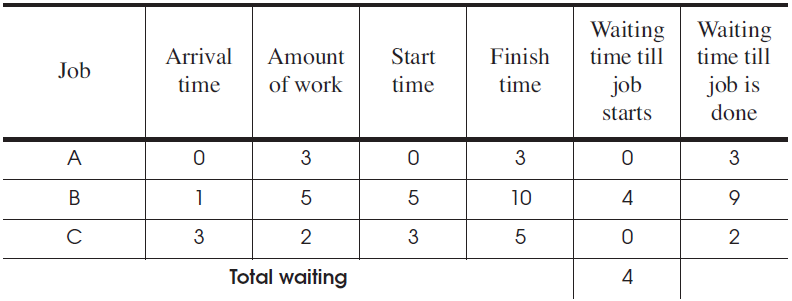 Job Arrival time Amount of work Start time Finish time Waiting time till job starts Waiting time till job is done
A 0 3 0 3 0 3
B 1 5 5 10 4 9
C 3 2 3 5 0 2
Total waiting 4